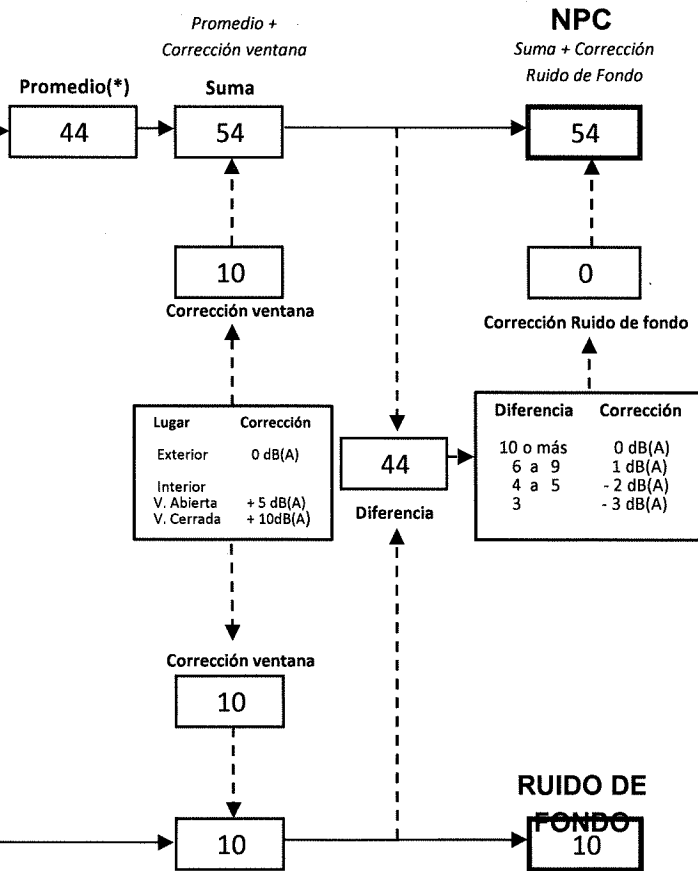 Promedio +
Corrección ventana
NPC
Suma + Corrección
Ruido de Fondo
Promedio(*)
Suma
44
54
54
10
0
Corrección ventana
Corrección Ruido de fondo
Lugar Corrección
Exterior 0 dB(A)
Interior
V. Abierta + 5 dB(A)
V. Cerrada + 10dB(A)
44
Diferencia
Diferencia Corrección
10 o más 0 dB(A)
6 a 9 1 dB(A)
4 a 5 - 2 dB(A)
3 - 3 dB(A)
Corrección ventana
10
RUIDO DE
FONDO
10
10